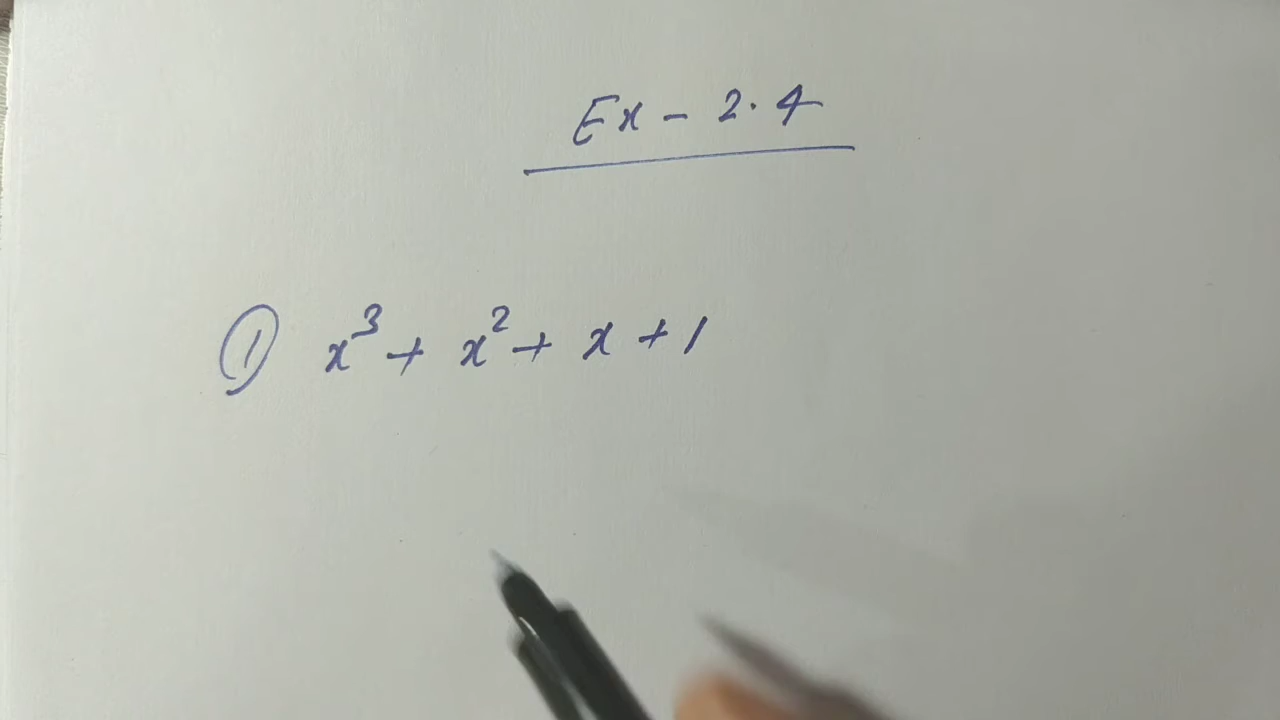 Ex - 2.4
① x³ + x² + x + 1